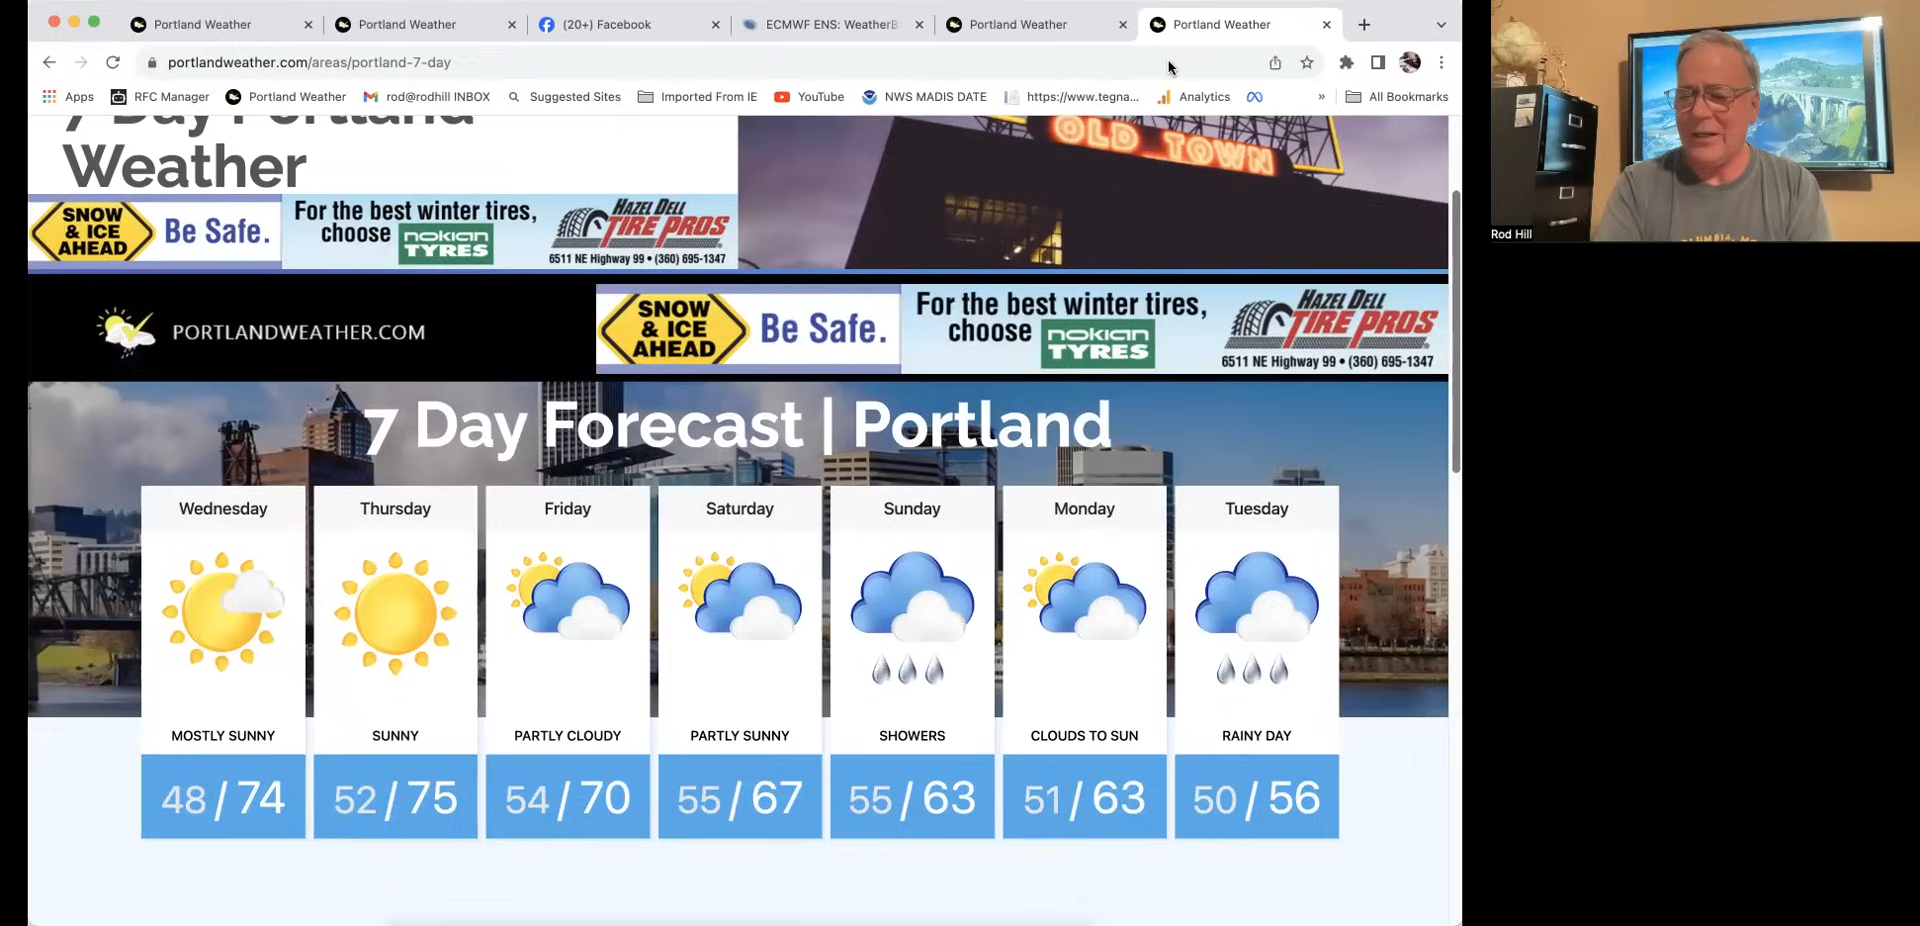 Portland Weather
Portland Weather
(20+) Facebook
ECMWF ENS: WeatherB
Portland Weather
Portland Weather
portlandweather.com/areas/portland-7-day
Apps
RFC Manager
Portland Weather
rod@rodhill INBOX
Suggested Sites
Imported From IE
YouTube
NWS MADIS DATE
https://www.tegna...
Analytics
»
All Bookmarks
7 Day Portland
Weather
OLD TOWN
SNOW
& ICE
AHEAD
Be Safe.
For the best winter tires,
choose nokian
TYRES
HAZEL DELL
TIRE PROS
6511 NE Highway 99 • (360) 695-1347
PORTLANDWEATHER.COM
SNOW
& ICE
AHEAD
Be Safe.
For the best winter tires,
choose nokian
TYRES
HAZEL DELL
TIRE PROS
6511 NE Highway 99 • (360) 695-1347
7 Day Forecast | Portland
Wednesday
MOSTLY SUNNY
48 / 74
Thursday
SUNNY
52 / 75
Friday
PARTLY CLOUDY
54 / 70
Saturday
PARTLY SUNNY
55 / 67
Sunday
SHOWERS
55 / 63
Monday
CLOUDS TO SUN
51 / 63
Tuesday
RAINY DAY
50 / 56
Rod Hill